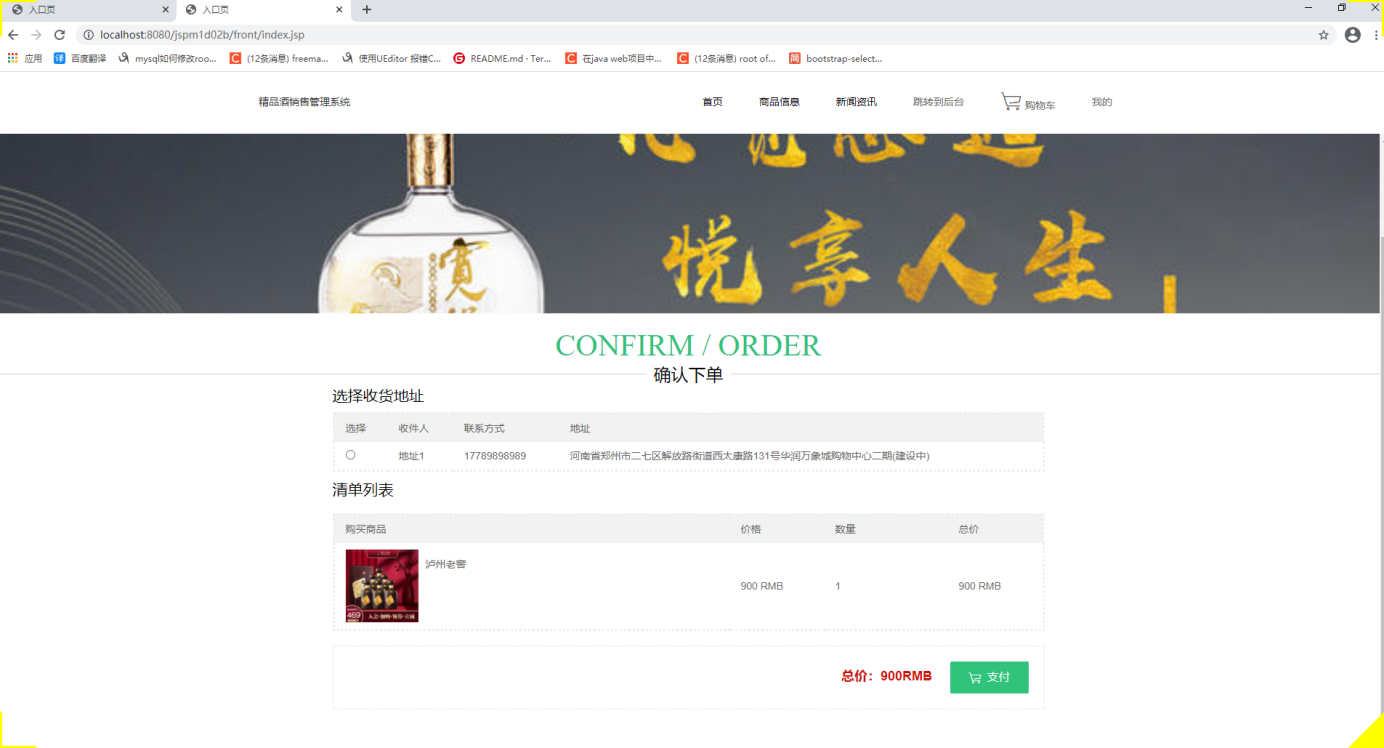 入口页
入口页
localhost:8080/jspm1d02b/front/index.jsp
应用 百度翻译 mysql如何修改roo... (12条消息) freema... 使用UEditor 报错C... README.md · Ter... 在java web项目中... (12条消息) root of... bootstrap-select...
精品酒销售管理系统 首页 商品信息 新闻资讯 跳转到后台 购物车 我的
悦享人生
CONFIRM / ORDER
确认下单
选择收货地址
选择 收件人 联系方式 地址
地址1 17789898989 河南省郑州市二七区解放路街道西太康路131号华润万象城购物中心二期(建设中)
清单列表
购买商品 价格 数量 总价
泸州老窖
900 RMB 1 900 RMB
469
总价：900RMB 支付